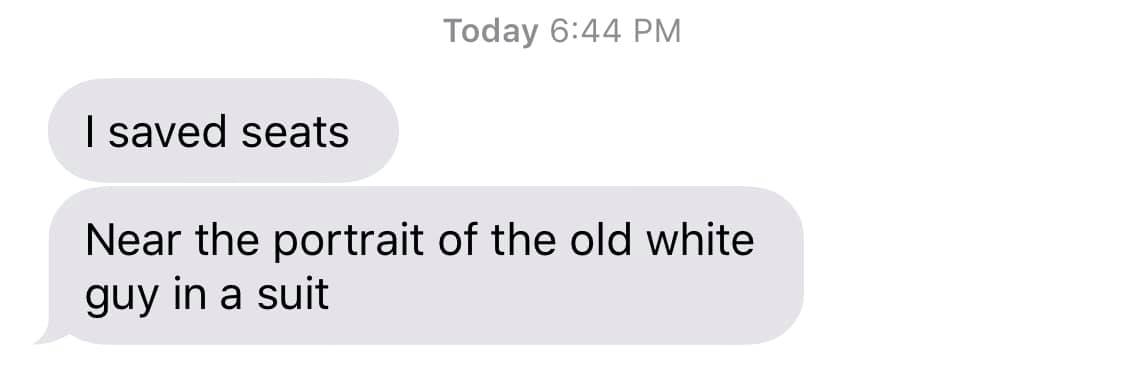 Today 6:44 PM
I saved seats
Near the portrait of the old white
guy in a suit